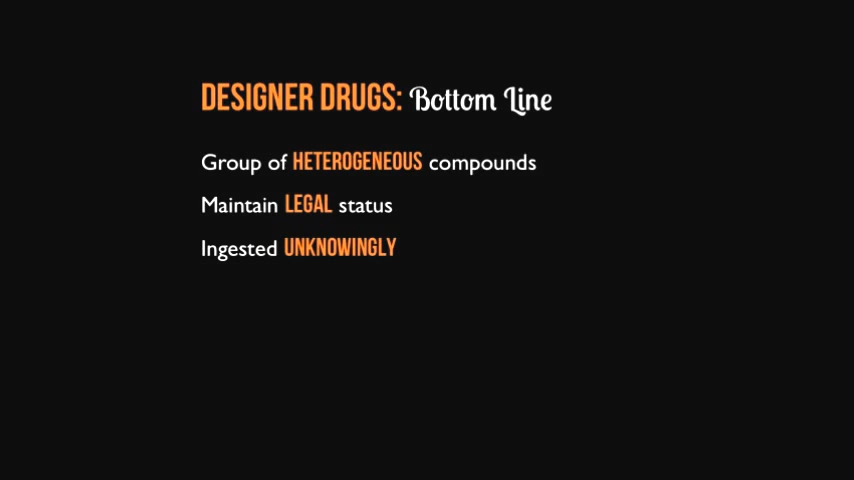 DESIGNER DRUGS: Bottom Line
Group of HETEROGENEOUS compounds
Maintain LEGAL status
Ingested UNKNOWINGLY